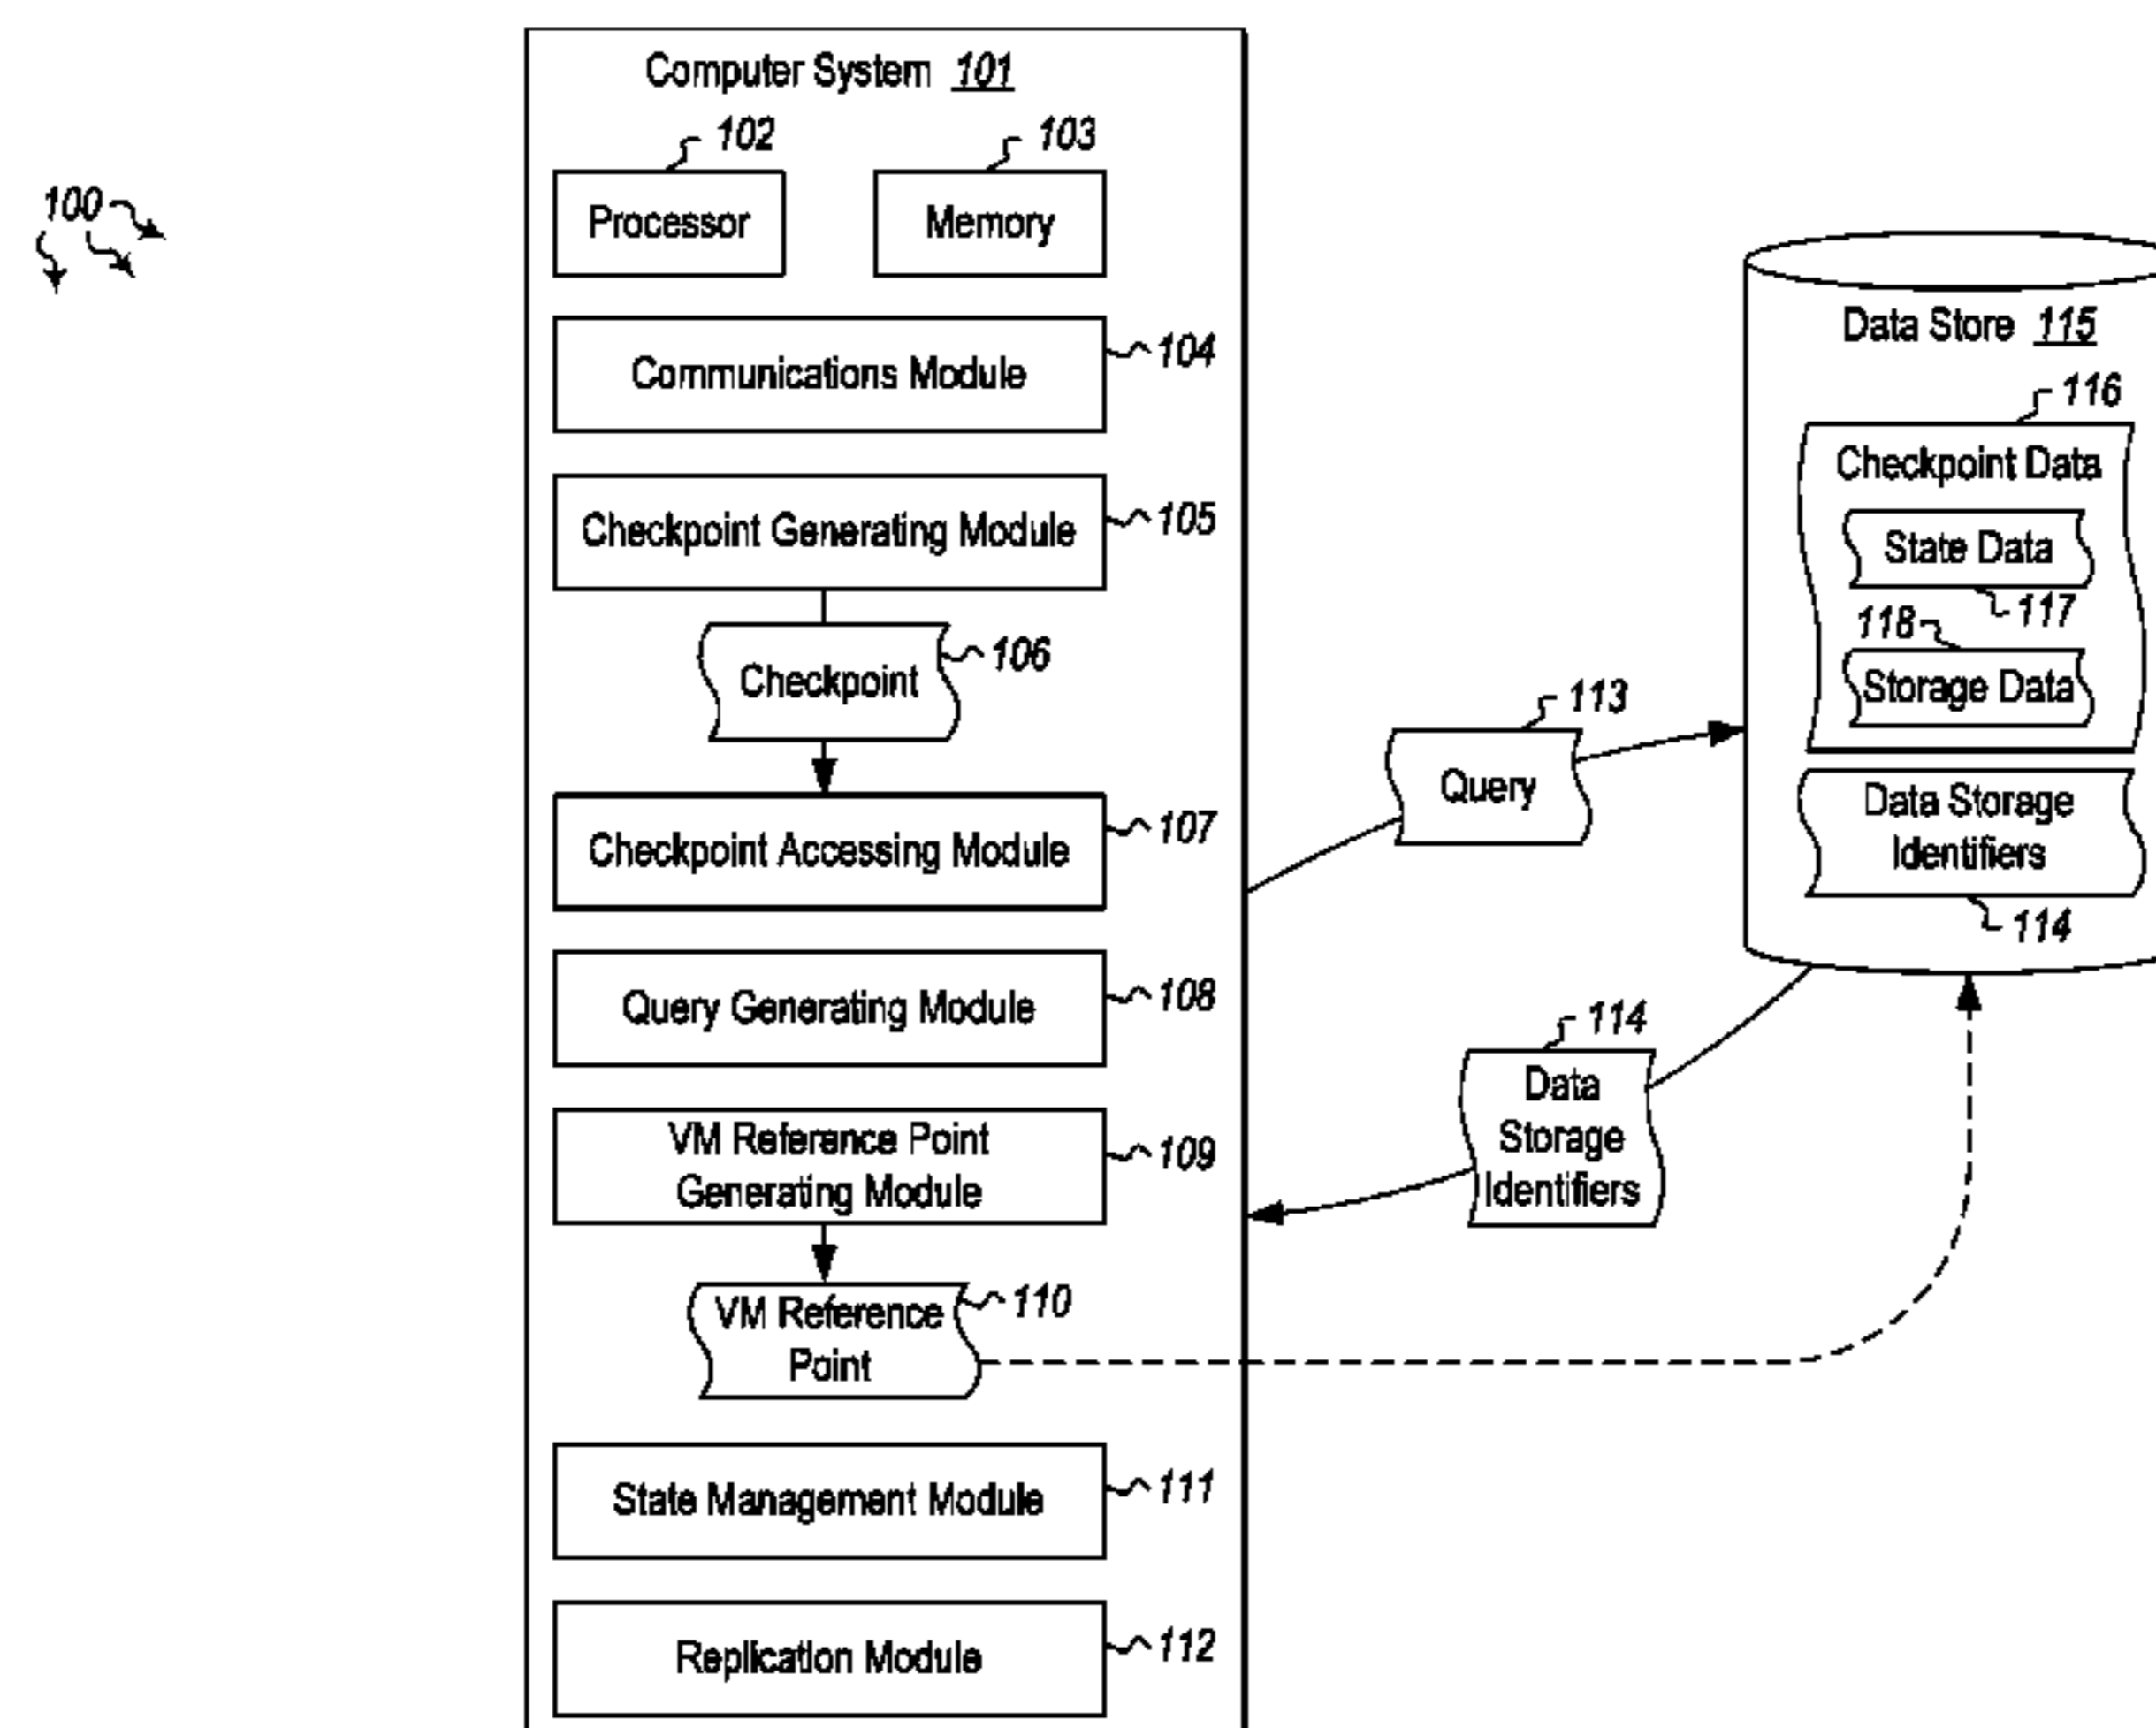 100
Computer System 101
102
103
Processor
Memory
Communications Module
104
Checkpoint Generating Module
105
Checkpoint
106
Checkpoint Accessing Module
107
Query Generating Module
108
VM Reference Point
Generating Module
109
VM Reference
Point
110
State Management Module
111
Replication Module
112
113
Query
114
Data
Storage
Identifiers
Data Store 115
116
Checkpoint Data
State Data
117
118
Storage Data
Data Storage
Identifiers
114